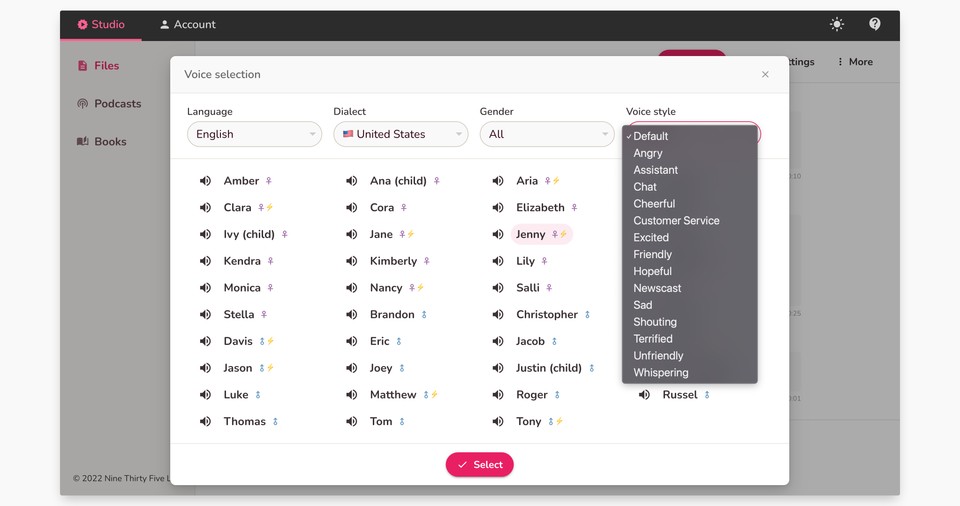 Studio
Account
Files
Podcasts
Books
ttings
More
Voice selection
Language
Dialect
Gender
Voice style
English
United States
All
Default
Angry
Assistant
Chat
Cheerful
Customer Service
Excited
Friendly
Hopeful
Newscast
Sad
Shouting
Terrified
Unfriendly
Whispering
Amber
Ana (child)
Aria
Clara
Cora
Elizabeth
Ivy (child)
Jane
Jenny
Kendra
Kimberly
Lily
Monica
Nancy
Salli
Stella
Brandon
Christopher
Davis
Eric
Jacob
Jason
Joey
Justin (child)
Luke
Matthew
Roger
Russel
Thomas
Tom
Tony
Select
:10
:25
:01
© 2022 Nine Thirty Five L